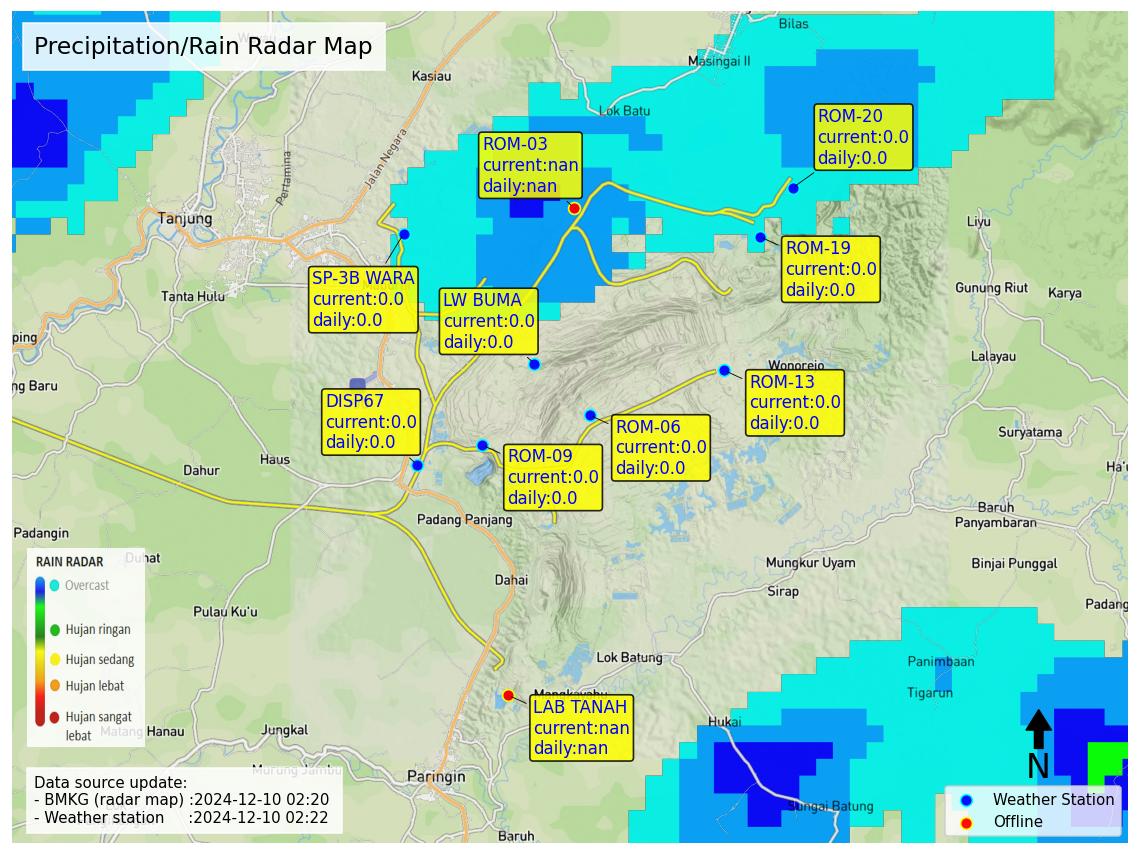 Bilas
Precipitation/Rain Radar Map
Masingai II
Kasiau
Lok Batu
ROM-20
current:0.0
daily:0.0
ROM-03
current:nan
daily:nan
Jalan Negara
Pertamina
Tanjung
Liyu
ROM-19
current:0.0
daily:0.0
SP-3B WARA
current:0.0
daily:0.0
LW BUMA
current:0.0
daily:0.0
Tanta Hulu
Gunung Riut
Karya
ping
Lalayau
Wonorejo
ng Baru
ROM-13
current:0.0
daily:0.0
DISP67
current:0.0
daily:0.0
ROM-06
current:0.0
daily:0.0
Suryatama
ROM-09
current:0.0
daily:0.0
Haus
Dahur
Ha'u
Baruh
Panyambaran
Padang Panjang
Padangin
Duhat
Mungkur Uyam
Binjai Punggal
RAIN RADAR
Overcast
Hujan ringan
Hujan sedang
Hujan lebat
Hujan sangat
lebat
Dahai
Sirap
Padang
Pulau Ku'u
Lok Batung
Panimbaan
Tigarun
Mangkayahu
LAB TANAH
current:nan
daily:nan
Hukai
Matang Hanau
Jungkal
Murung Jambu
Paringin
N
Data source update:
- BMKG (radar map) :2024-12-10 02:20
- Weather station :2024-12-10 02:22
Sungai Batung
Weather Station
Offline
Baruh